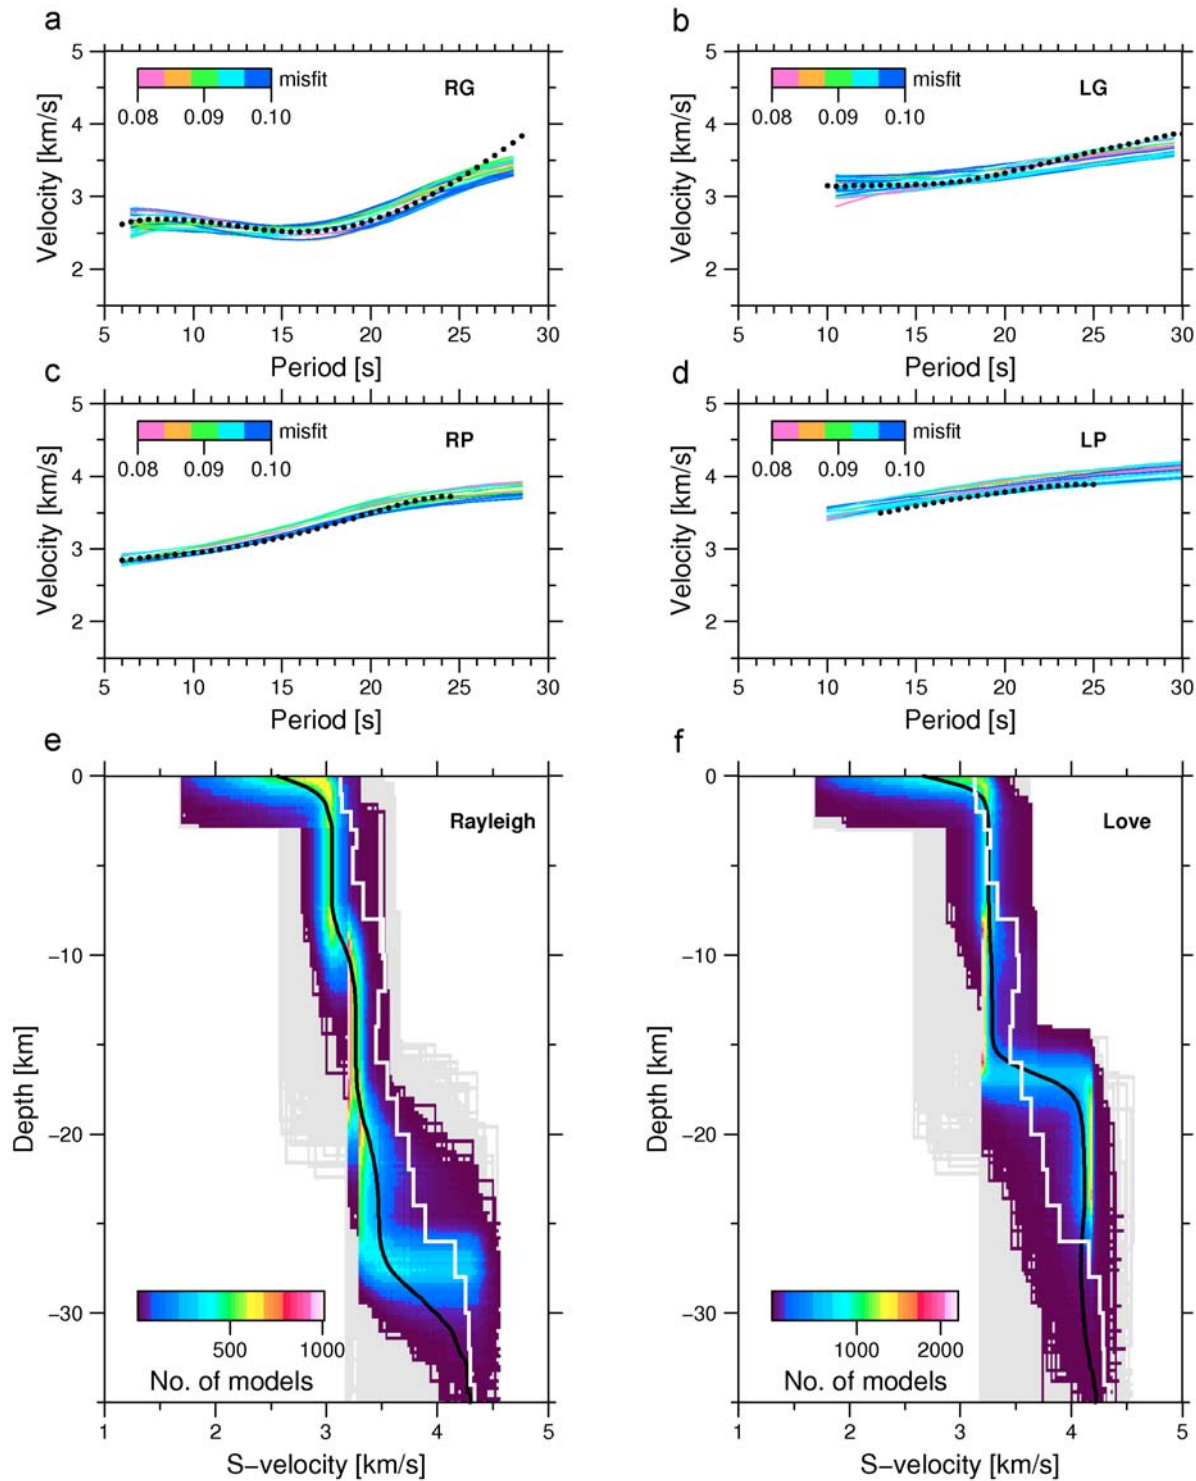 a
5
4
3
2
Velocity [km/s]
misfit
0.08 0.09 0.10
RG
5 10 15 20 25 30
Period [s]
b
5
4
3
2
Velocity [km/s]
misfit
0.08 0.09 0.10
LG
5 10 15 20 25 30
Period [s]
c
5
4
3
2
Velocity [km/s]
misfit
0.08 0.09 0.10
RP
5 10 15 20 25 30
Period [s]
d
5
4
3
2
Velocity [km/s]
misfit
0.08 0.09 0.10
LP
5 10 15 20 25 30
Period [s]
e
0
−10
−20
−30
Depth [km]
Rayleigh
500 1000
No. of models
1 2 3 4 5
S−velocity [km/s]
f
0
−10
−20
−30
Depth [km]
Love
1000 2000
No. of models
1 2 3 4 5
S−velocity [km/s]